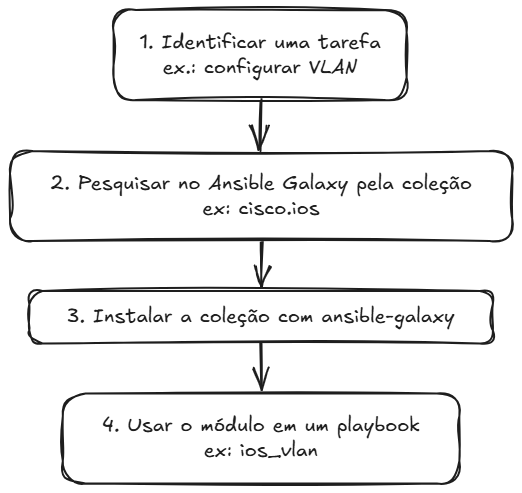 1. Identificar uma tarefa
ex.: configurar VLAN
2. Pesquisar no Ansible Galaxy pela coleção
ex: cisco.ios
3. Instalar a coleção com ansible-galaxy
4. Usar o módulo em um playbook
ex: ios_vlan